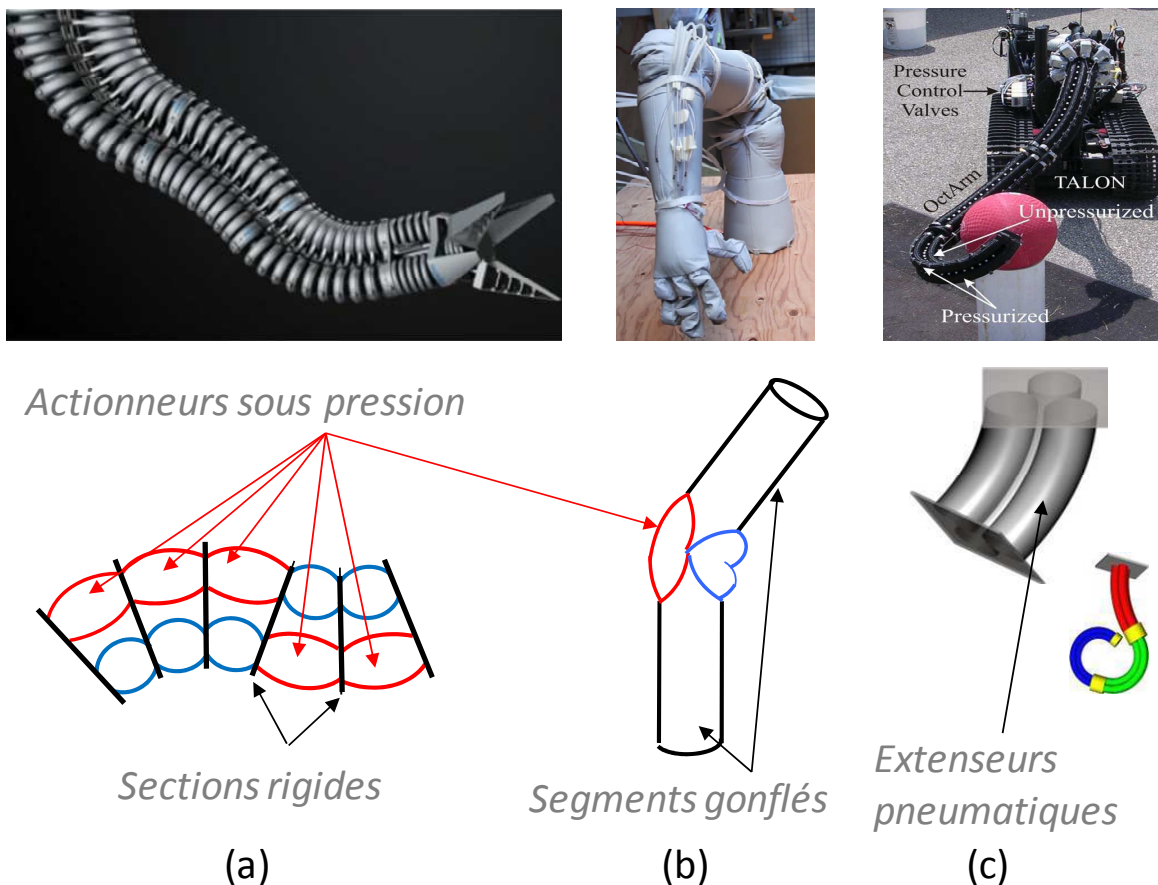 Pressure
Control
Valves
OctArm
TALON
Unpressurized
Pressurized
Actionneurs sous pression
Sections rigides
Segments gonflés
Extenseurs
pneumatiques
(a)
(b)
(c)